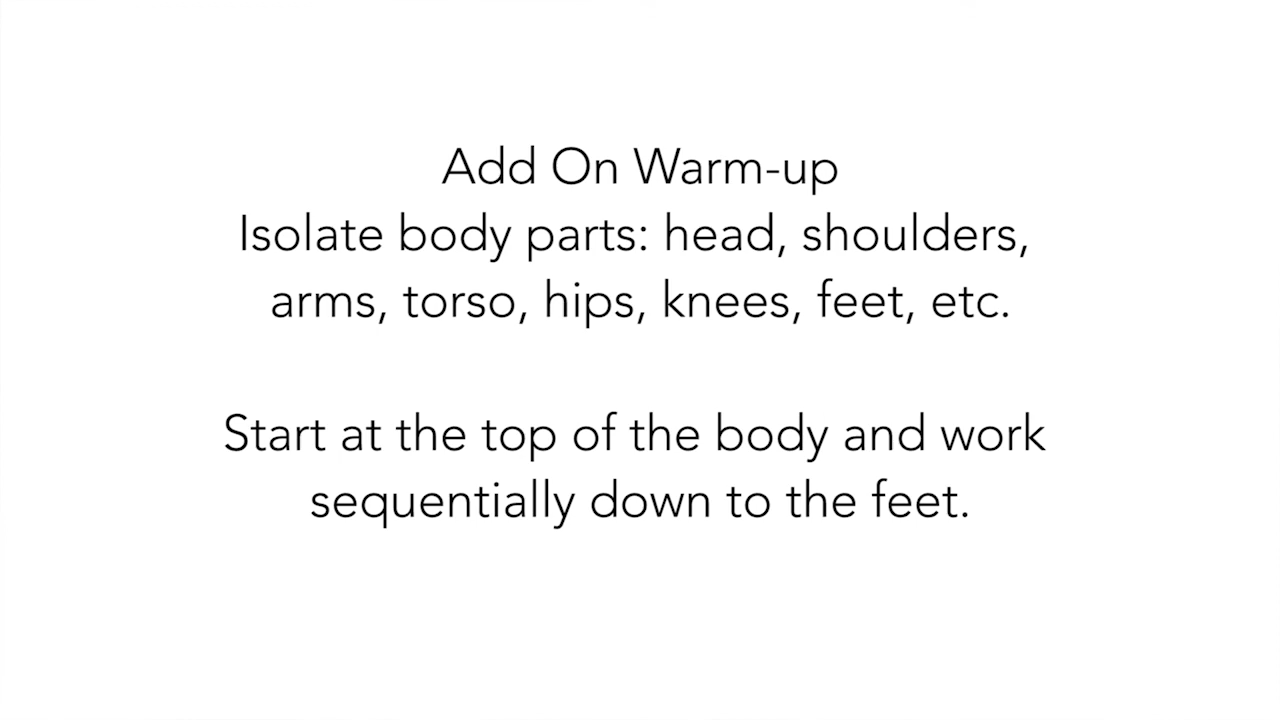 Add On Warm-up
Isolate body parts: head, shoulders,
arms, torso, hips, knees, feet, etc.
Start at the top of the body and work
sequentially down to the feet.